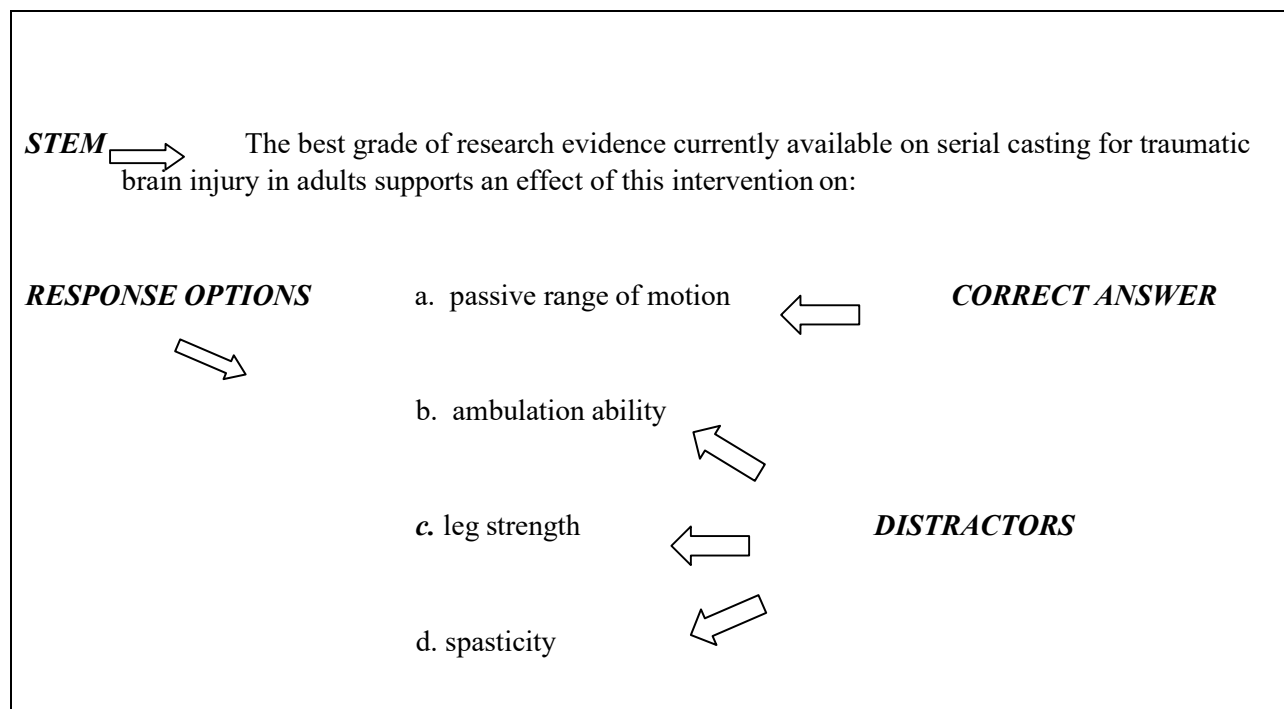 STEM The best grade of research evidence currently available on serial casting for traumatic
brain injury in adults supports an effect of this intervention on:
RESPONSE OPTIONS a. passive range of motion CORRECT ANSWER
b. ambulation ability
c. leg strength DISTRACTORS
d. spasticity